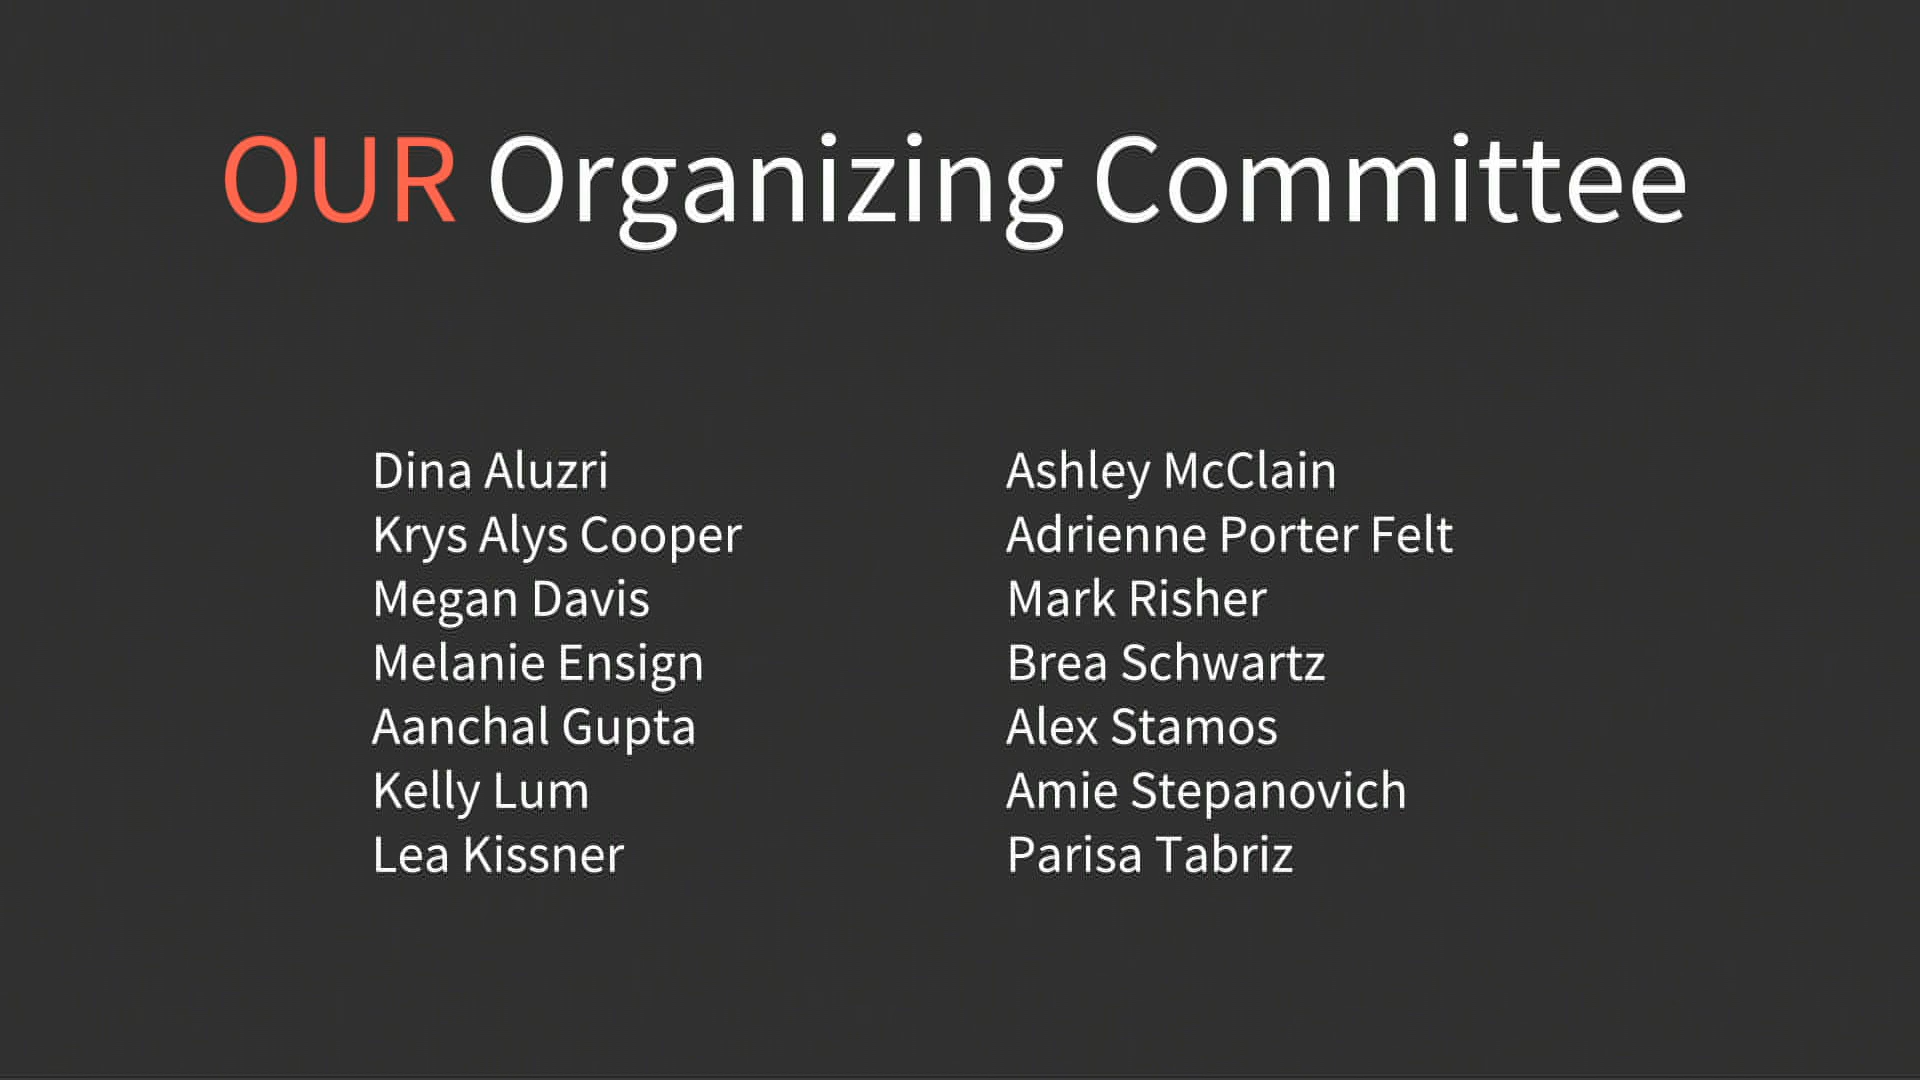 OUR Organizing Committee
Dina Aluzri
Krys Alys Cooper
Megan Davis
Melanie Ensign
Aanchal Gupta
Kelly Lum
Lea Kissner
Ashley McClain
Adrienne Porter Felt
Mark Risher
Brea Schwartz
Alex Stamos
Amie Stepanovich
Parisa Tabriz